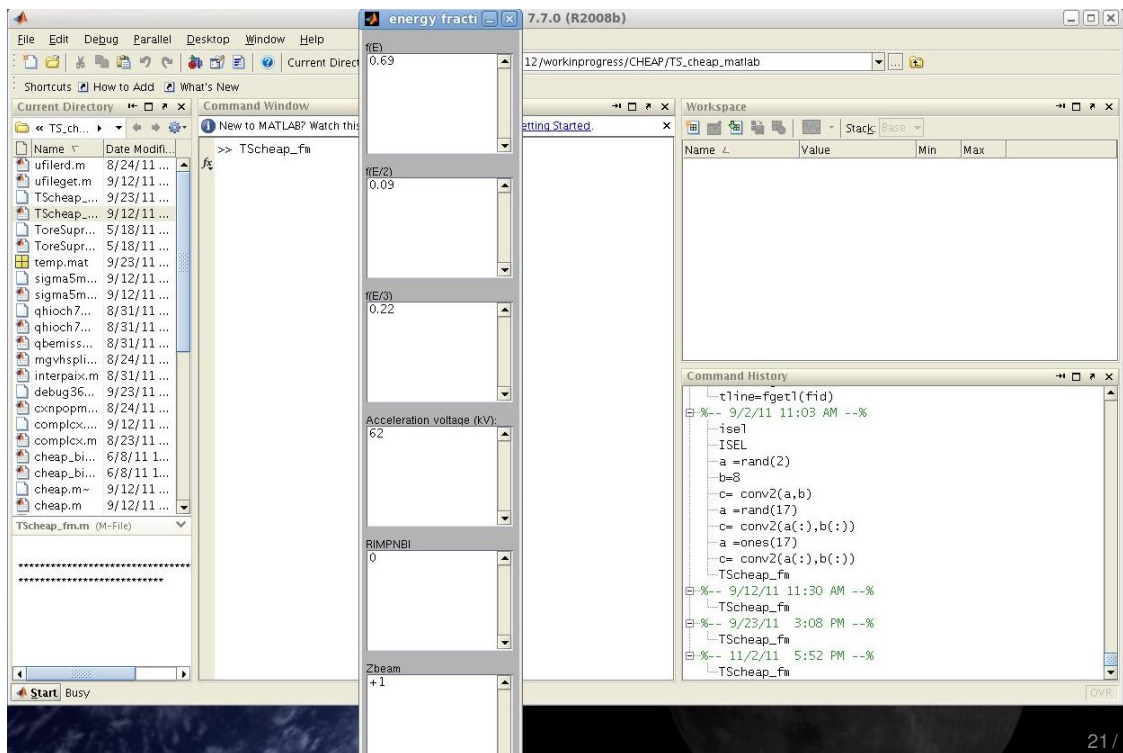 7.7.0 (R2008b)
File Edit Debug Parallel Desktop Window Help
Current Direct
12/workinprogress/CHEAP/TS_cheap_matlab
Shortcuts How to Add What's New
Current Directory
« TS_ch...
Name Date Modifi...
ufilerd.m 8/24/11 ...
ufileget.m 9/12/11 ...
TScheap_... 9/23/11 ...
TScheap_... 9/12/11 ...
ToreSupr... 5/18/11 ...
ToreSupr... 5/18/11 ...
temp.mat 9/23/11 ...
sigma5m... 9/12/11 ...
sigma5m... 9/12/11 ...
qhioch7... 8/31/11 ...
qhioch7... 8/31/11 ...
qbemiss... 8/31/11 ...
mgvhspli... 8/24/11 ...
interpaix.m 8/31/11 ...
debug36... 9/23/11 ...
cxnpopm... 8/24/11 ...
complcx.... 9/12/11 ...
complcx.m 8/23/11 ...
cheap_bi... 6/8/11 1...
cheap_bi... 6/8/11 1...
cheap.m~ 9/12/11 ...
cheap.m 9/12/11 ...
TScheap_fm.m (M-File)
*********************************
****************************
Start Busy
Command Window
New to MATLAB? Watch this
etting Started.
>> TScheap_fm
fx
energy fracti
f(E)
0.69
f(E/2)
0.09
f(E/3)
0.22
Acceleration voltage (kV):
62
RIMPNBI
0
Zbeam
+1
Workspace
Stack: Base
Name Value Min Max
Command History
tline=fgetl(fid)
%-- 9/2/11 11:03 AM --%
isel
ISEL
a =rand(2)
b=8
c= conv2(a,b)
a =rand(17)
c= conv2(a(:),b(:))
a =ones(17)
c= conv2(a(:),b(:))
TScheap_fm
%-- 9/12/11 11:30 AM --%
TScheap_fm
%-- 9/23/11 3:08 PM --%
TScheap_fm
%-- 11/2/11 5:52 PM --%
TScheap_fm
OVR
21/